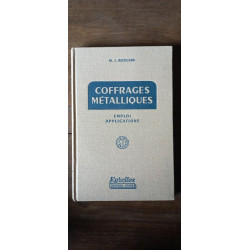 COFFRAGES
MÉTALLIQUES
EMPLOI
APPLICATIONS
Eyrolles